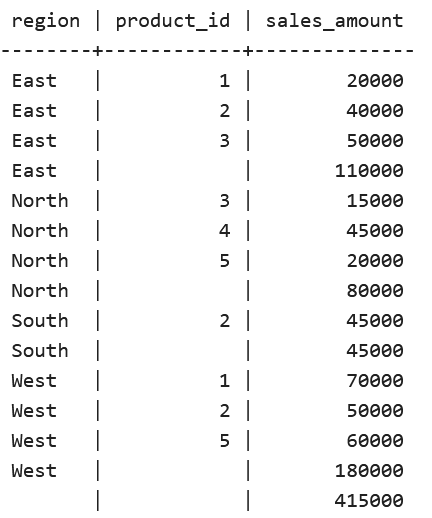 region | product_id | sales_amount
--------+------------+--------------
East | 1 | 20000
East | 2 | 40000
East | 3 | 50000
East | | 110000
North | 3 | 15000
North | 4 | 45000
North | 5 | 20000
North | | 80000
South | 2 | 45000
South | | 45000
West | 1 | 70000
West | 2 | 50000
West | 5 | 60000
West | | 180000
| | 415000